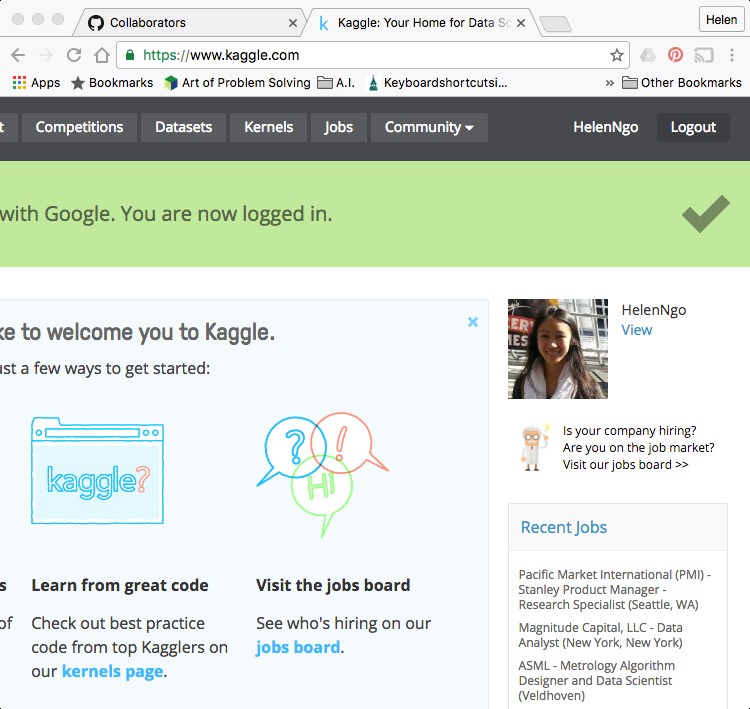 Collaborators
Kaggle: Your Home for Data Sc
Helen
https://www.kaggle.com
Apps
Bookmarks
Art of Problem Solving
A.I.
Keyboardshortcutsi...
»
Other Bookmarks
t
Competitions
Datasets
Kernels
Jobs
Community
HelenNgo
Logout
with Google. You are now logged in.
ke to welcome you to Kaggle.
ust a few ways to get started:
kaggle?
?
!
Hi
s
of
Learn from great code
Check out best practice
code from top Kagglers on
our kernels page.
Visit the jobs board
See who's hiring on our
jobs board.
HelenNgo
View
Is your company hiring?
Are you on the job market?
Visit our jobs board >>
Recent Jobs
Pacific Market International (PMI) -
Stanley Product Manager -
Research Specialist (Seattle, WA)
Magnitude Capital, LLC - Data
Analyst (New York, New York)
ASML - Metrology Algorithm
Designer and Data Scientist
(Veldhoven)